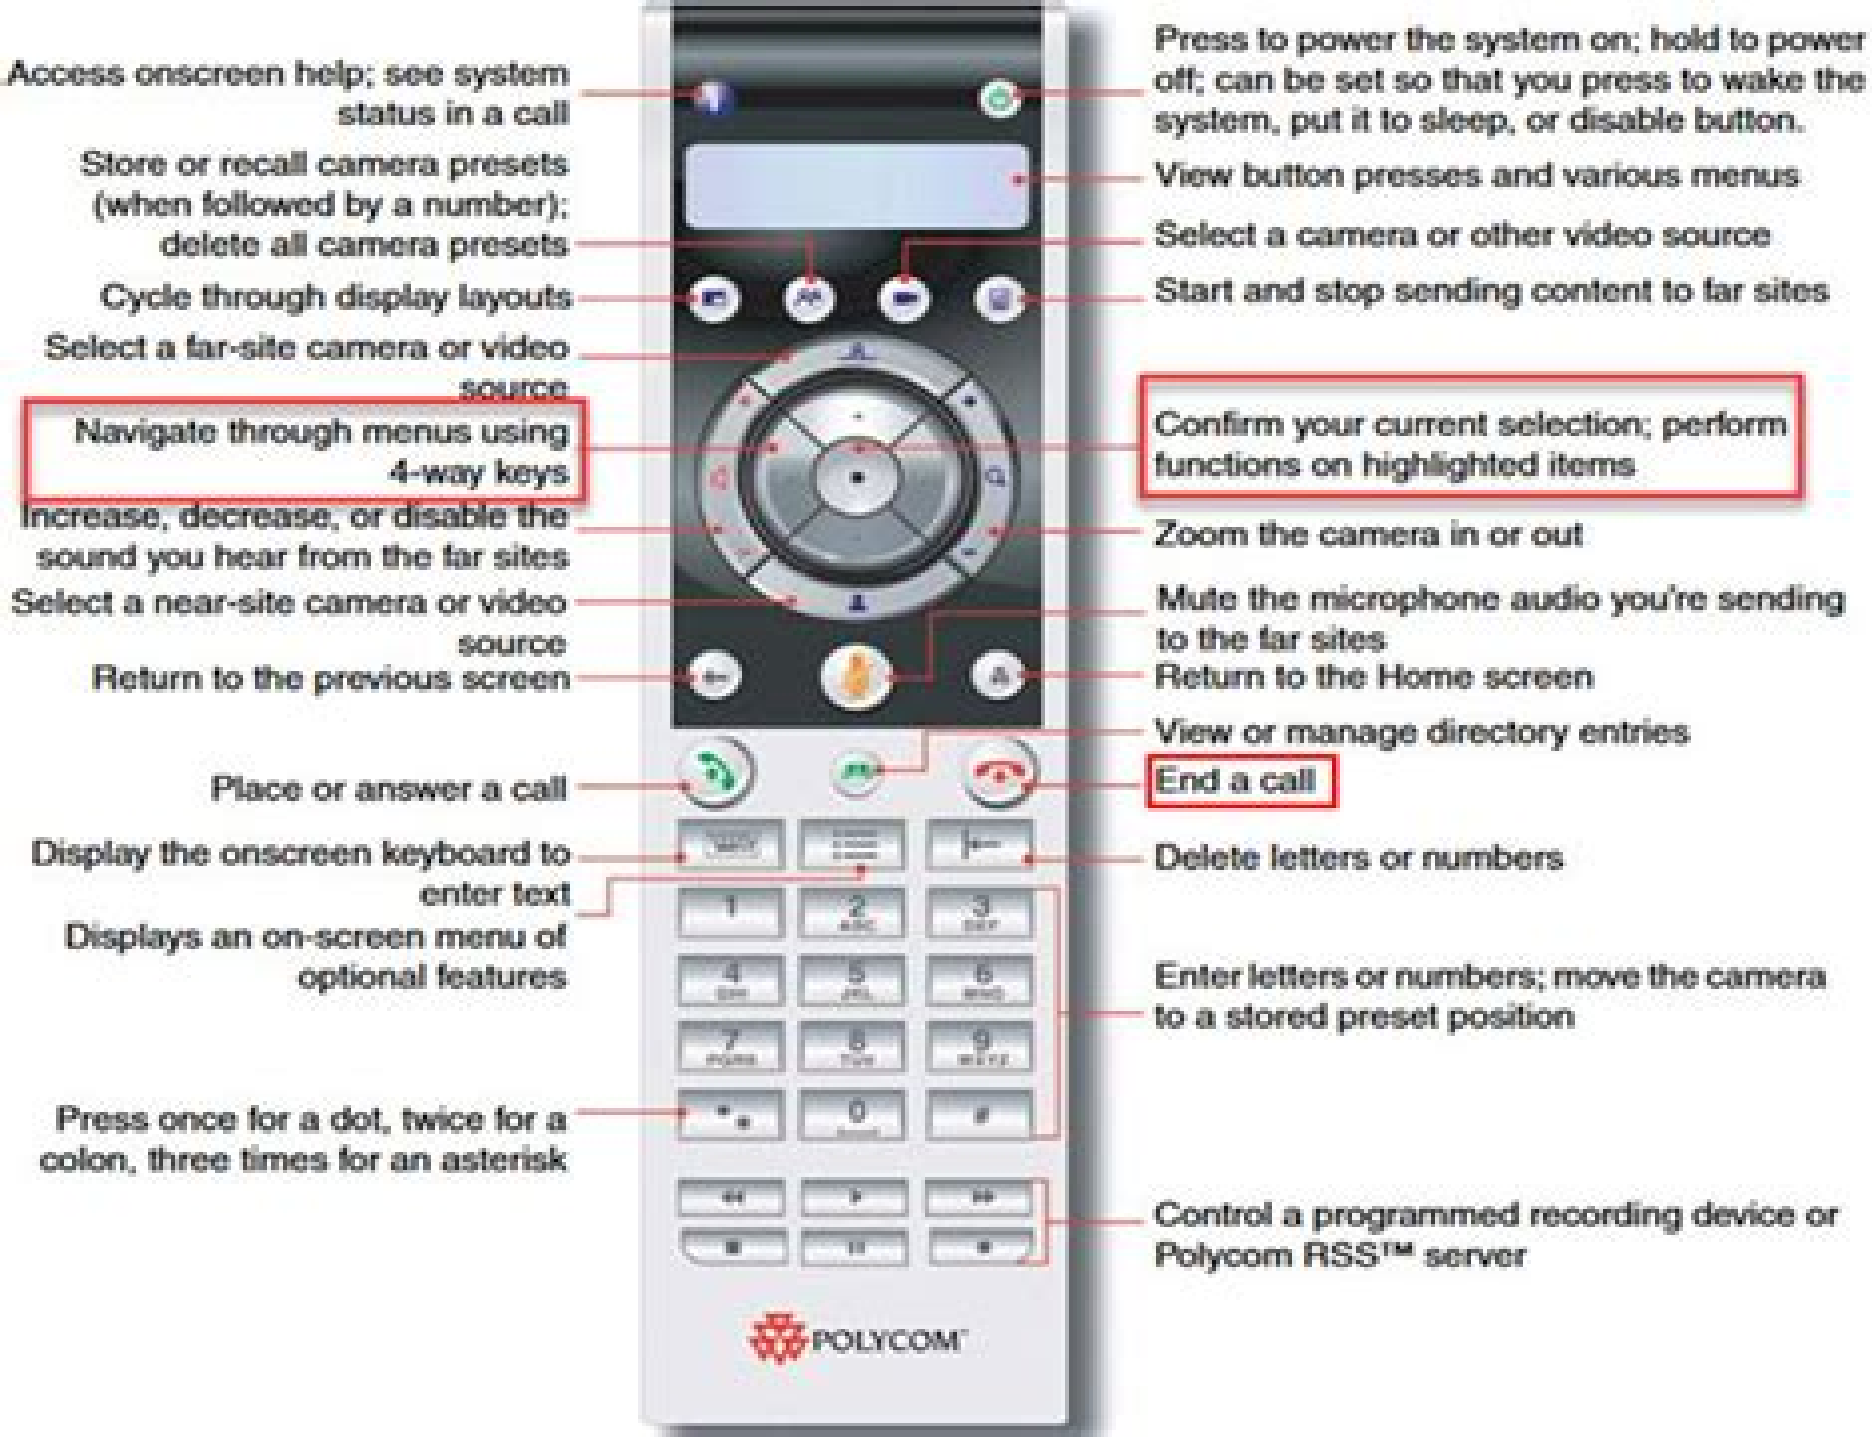 Access onscreen help; see system
status in a call
Store or recall camera presets
(when followed by a number);
delete all camera presets
Cycle through display layouts
Select a far-site camera or video
source
Navigate through menus using
4-way keys
Increase, decrease, or disable the
sound you hear from the far sites
Select a near-site camera or video
source
Return to the previous screen
Place or answer a call
Display the onscreen keyboard to
enter text
Displays an on-screen menu of
optional features
Press once for a dot, twice for a
colon, three times for an asterisk
Press to power the system on; hold to power
off; can be set so that you press to wake the
system, put it to sleep, or disable button.
View button presses and various menus
Select a camera or other video source
Start and stop sending content to far sites
Confirm your current selection; perform
functions on highlighted items
Zoom the camera in or out
Mute the microphone audio you're sending
to the far sites
Return to the Home screen
View or manage directory entries
End a call
Delete letters or numbers
Enter letters or numbers; move the camera
to a stored preset position
Control a programmed recording device or
Polycom RSS™ server
1 2 3
ABC DEF
4 5 6
GHI JKL MNO
7 8 9
PQRS TUV WXYZ
0 #
POLYCOM